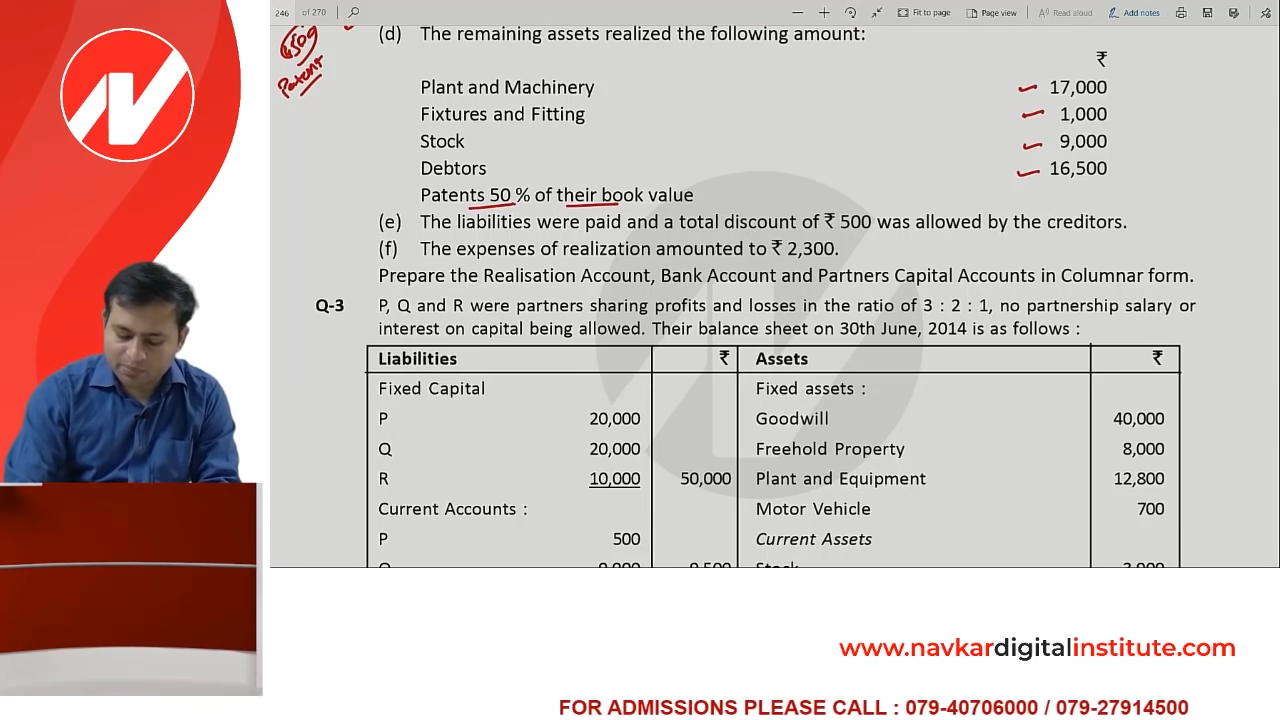 246 of 270
Fit to page
Page view
Read aloud
Add notes
Patent
(d) The remaining assets realized the following amount:
₹
Plant and Machinery 17,000
Fixtures and Fitting 1,000
Stock 9,000
Debtors 16,500
Patents 50 % of their book value
(e) The liabilities were paid and a total discount of ₹ 500 was allowed by the creditors.
(f) The expenses of realization amounted to ₹ 2,300.
Prepare the Realisation Account, Bank Account and Partners Capital Accounts in Columnar form.
Q-3 P, Q and R were partners sharing profits and losses in the ratio of 3 : 2 : 1, no partnership salary or
interest on capital being allowed. Their balance sheet on 30th June, 2014 is as follows :
Liabilities ₹ Assets ₹
Fixed Capital Fixed assets :
P 20,000 Goodwill 40,000
Q 20,000 Freehold Property 8,000
R 10,000 50,000 Plant and Equipment 12,800
Current Accounts : Motor Vehicle 700
P 500 Current Assets
Stock
www.navkardigitalinstitute.com
FOR ADMISSIONS PLEASE CALL : 079-40706000 / 079-27914500